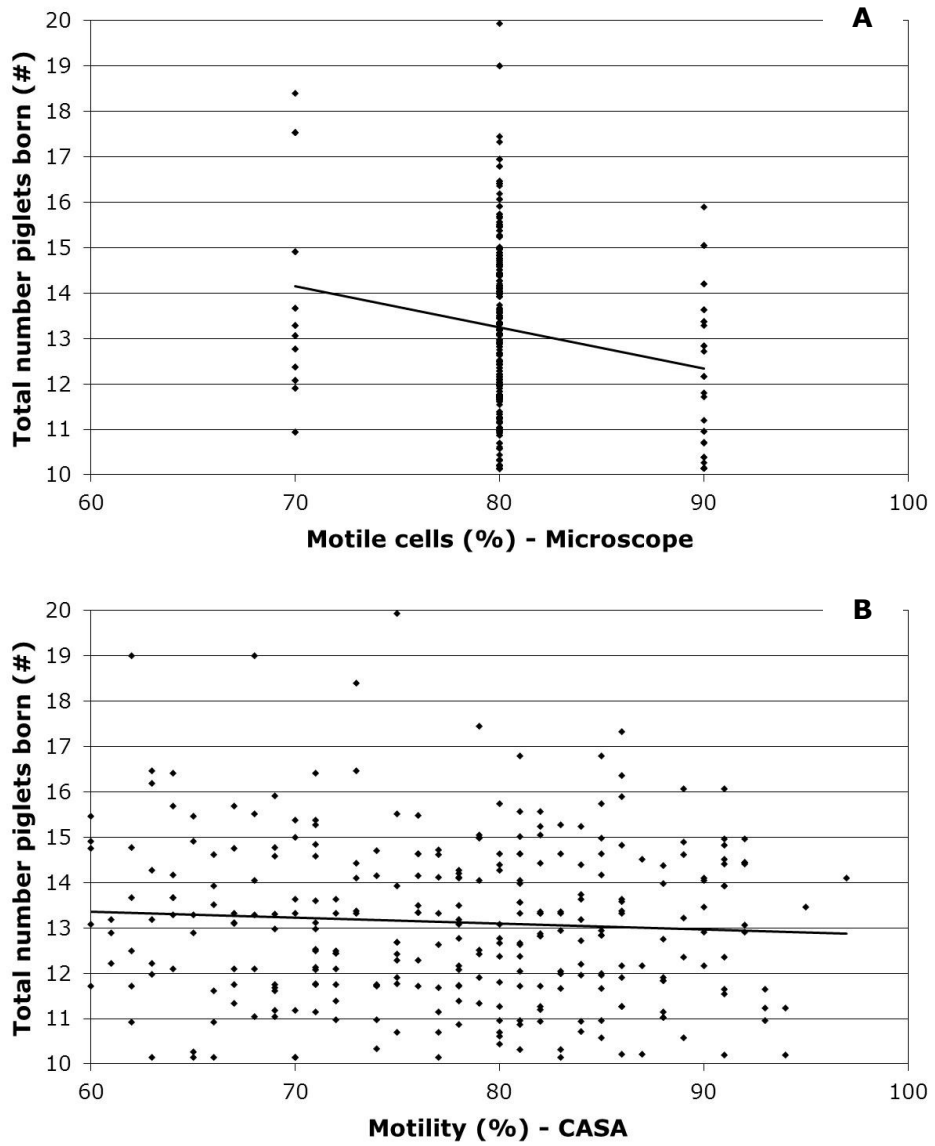 A
Total number piglets born (#)
20
19
18
17
16
15
14
13
12
11
10
60 70 80 90 100
Motile cells (%) - Microscope
B
Total number piglets born (#)
20
19
18
17
16
15
14
13
12
11
10
60 70 80 90 100
Motility (%) - CASA